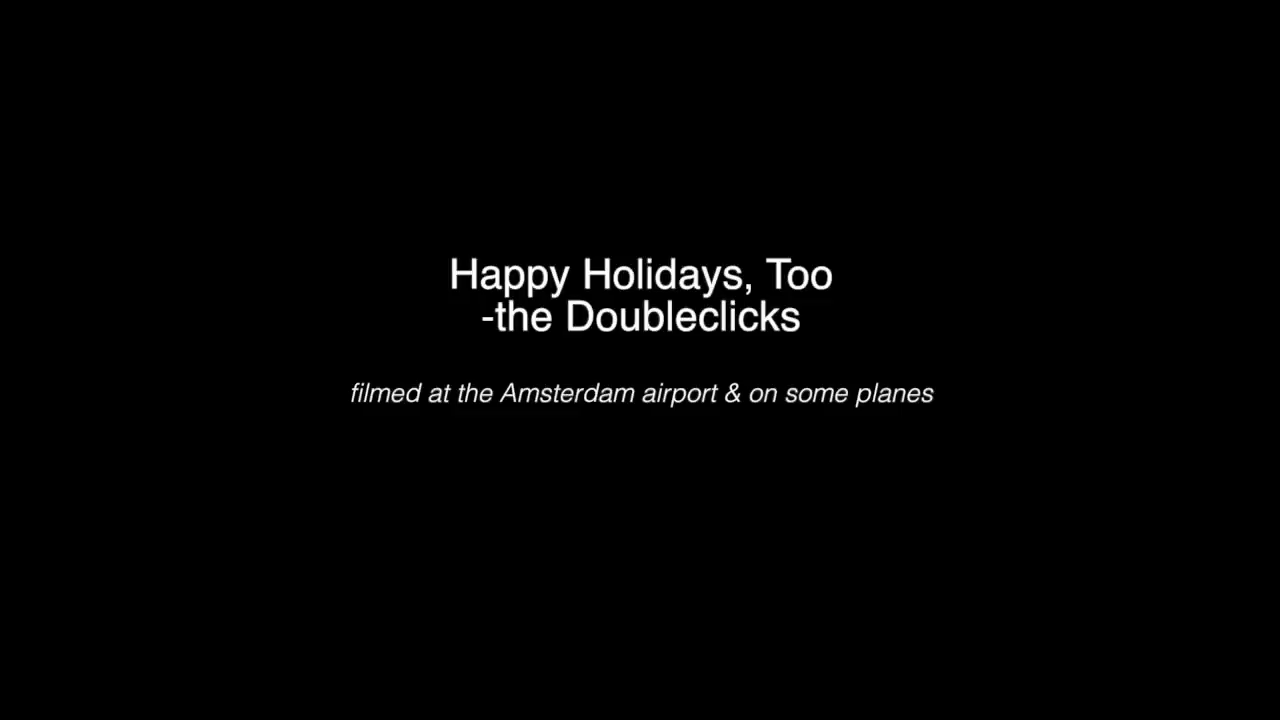 Happy Holidays, Too
-the Doubleclicks
filmed at the Amsterdam airport & on some planes